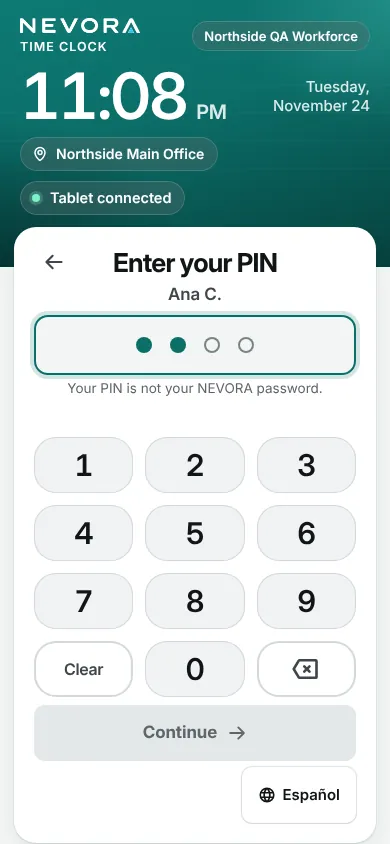 NEVORA
TIME CLOCK
Northside QA Workforce
11:08 PM
Tuesday,
November 24
Northside Main Office
Tablet connected
Enter your PIN
Ana C.
Your PIN is not your NEVORA password.
1 2 3
4 5 6
7 8 9
Clear 0
Continue
Español